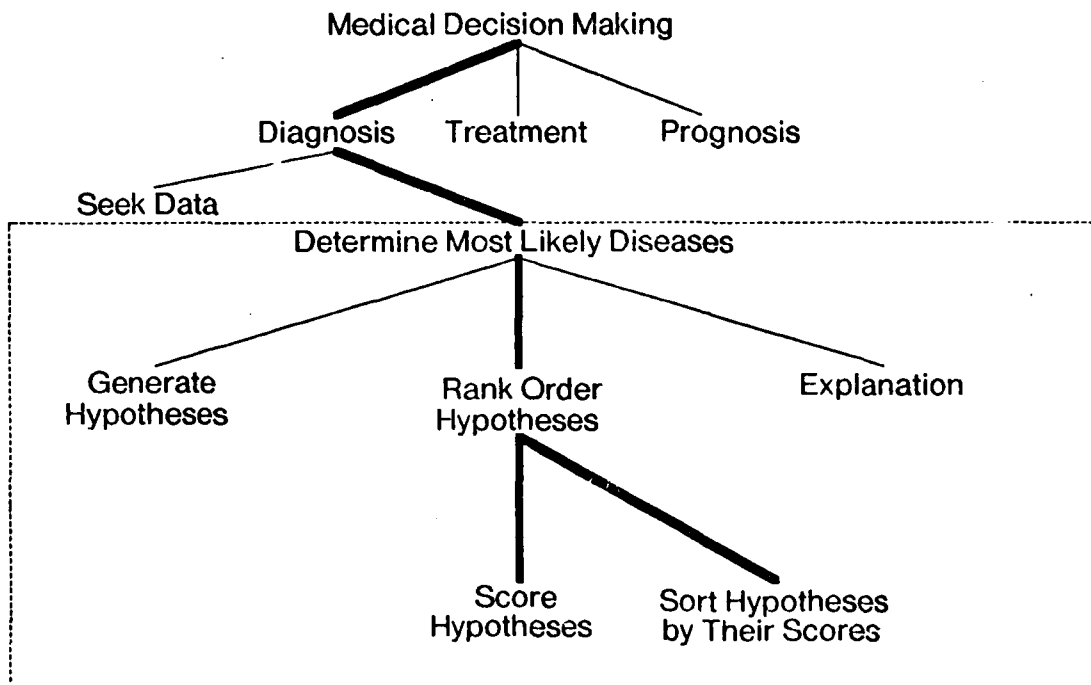 Medical Decision Making
Diagnosis
Treatment
Prognosis
Seek Data
Determine Most Likely Diseases
Generate
Hypotheses
Rank Order
Hypotheses
Explanation
Score
Hypotheses
Sort Hypotheses
by Their Scores